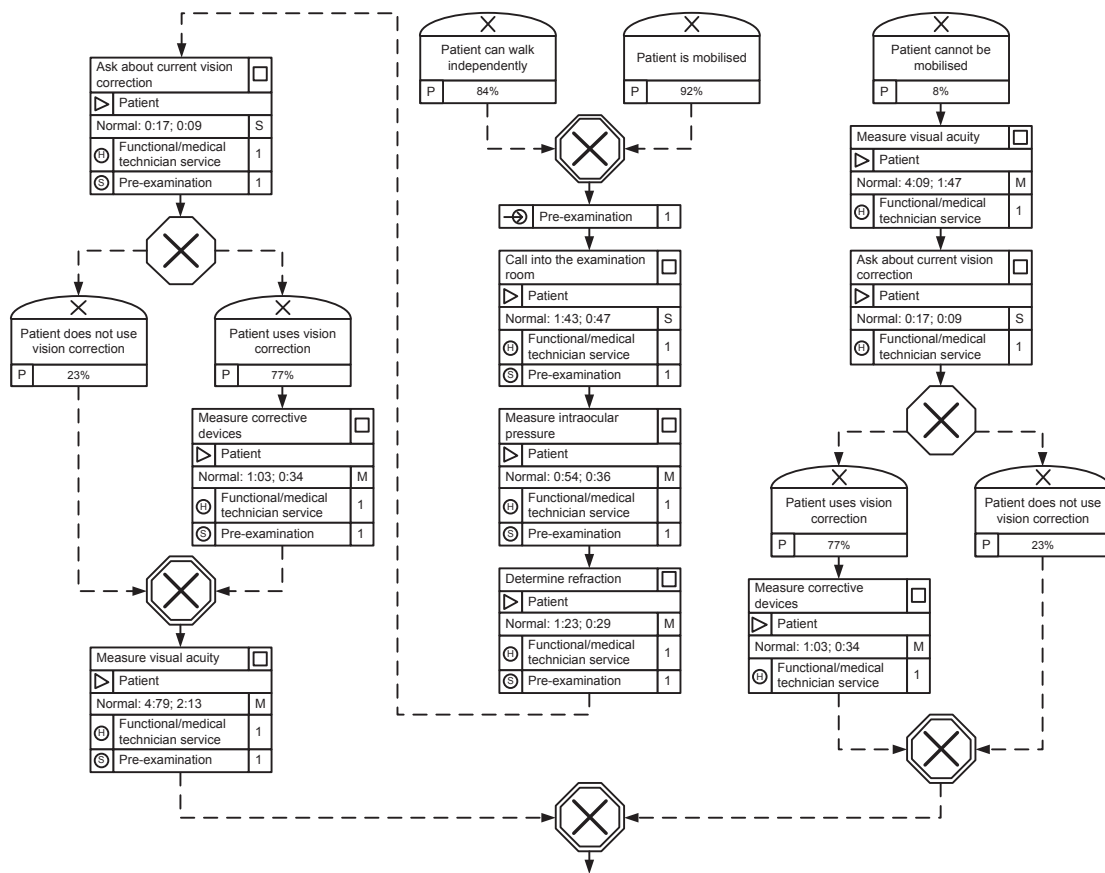 Patient can walk
independently
P 84%
Patient is mobilised
P 92%
Patient cannot be
mobilised
P 8%
Ask about current vision
correction
Patient
Normal: 0:17; 0:09 S
H Functional/medical
technician service 1
S Pre-examination 1
Patient does not use
vision correction
P 23%
Patient uses vision
correction
P 77%
Measure corrective
devices
Patient
Normal: 1:03; 0:34 M
H Functional/medical
technician service 1
S Pre-examination 1
Measure visual acuity
Patient
Normal: 4:79; 2:13 M
H Functional/medical
technician service 1
S Pre-examination 1
Pre-examination 1
Call into the examination
room
Patient
Normal: 1:43; 0:47 S
H Functional/medical
technician service 1
S Pre-examination 1
Measure intraocular
pressure
Patient
Normal: 0:54; 0:36 M
H Functional/medical
technician service 1
S Pre-examination 1
Determine refraction
Patient
Normal: 1:23; 0:29 M
H Functional/medical
technician service 1
S Pre-examination 1
Measure visual acuity
Patient
Normal: 4:09; 1:47 M
H Functional/medical
technician service 1
Ask about current vision
correction
Patient
Normal: 0:17; 0:09 S
H Functional/medical
technician service 1
Patient uses vision
correction
P 77%
Patient does not use
vision correction
P 23%
Measure corrective
devices
Patient
Normal: 1:03; 0:34 M
H Functional/medical
technician service 1